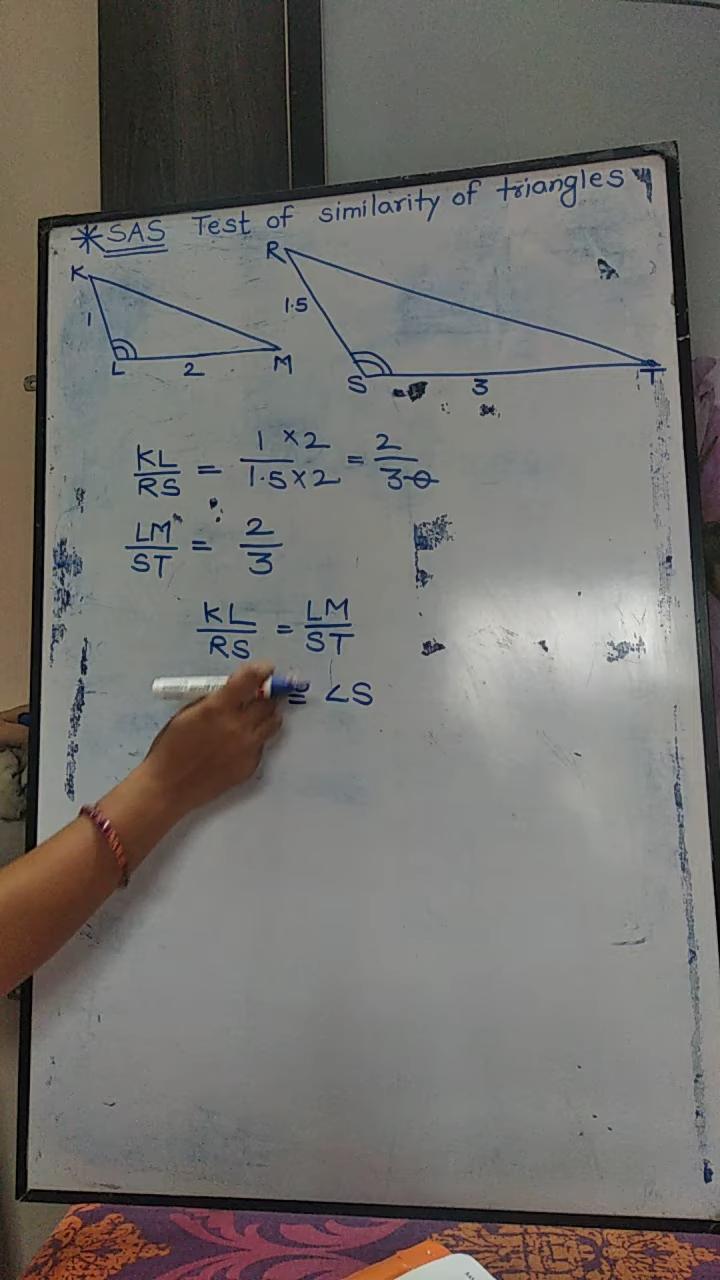 *SAS Test of similarity of triangles
K
R
1
1.5
L
2
M
S
3
T
KL/RS = 1×2/1.5×2 = 2/3
LM/ST = 2/3
KL/RS = LM/ST
≅ ∠S